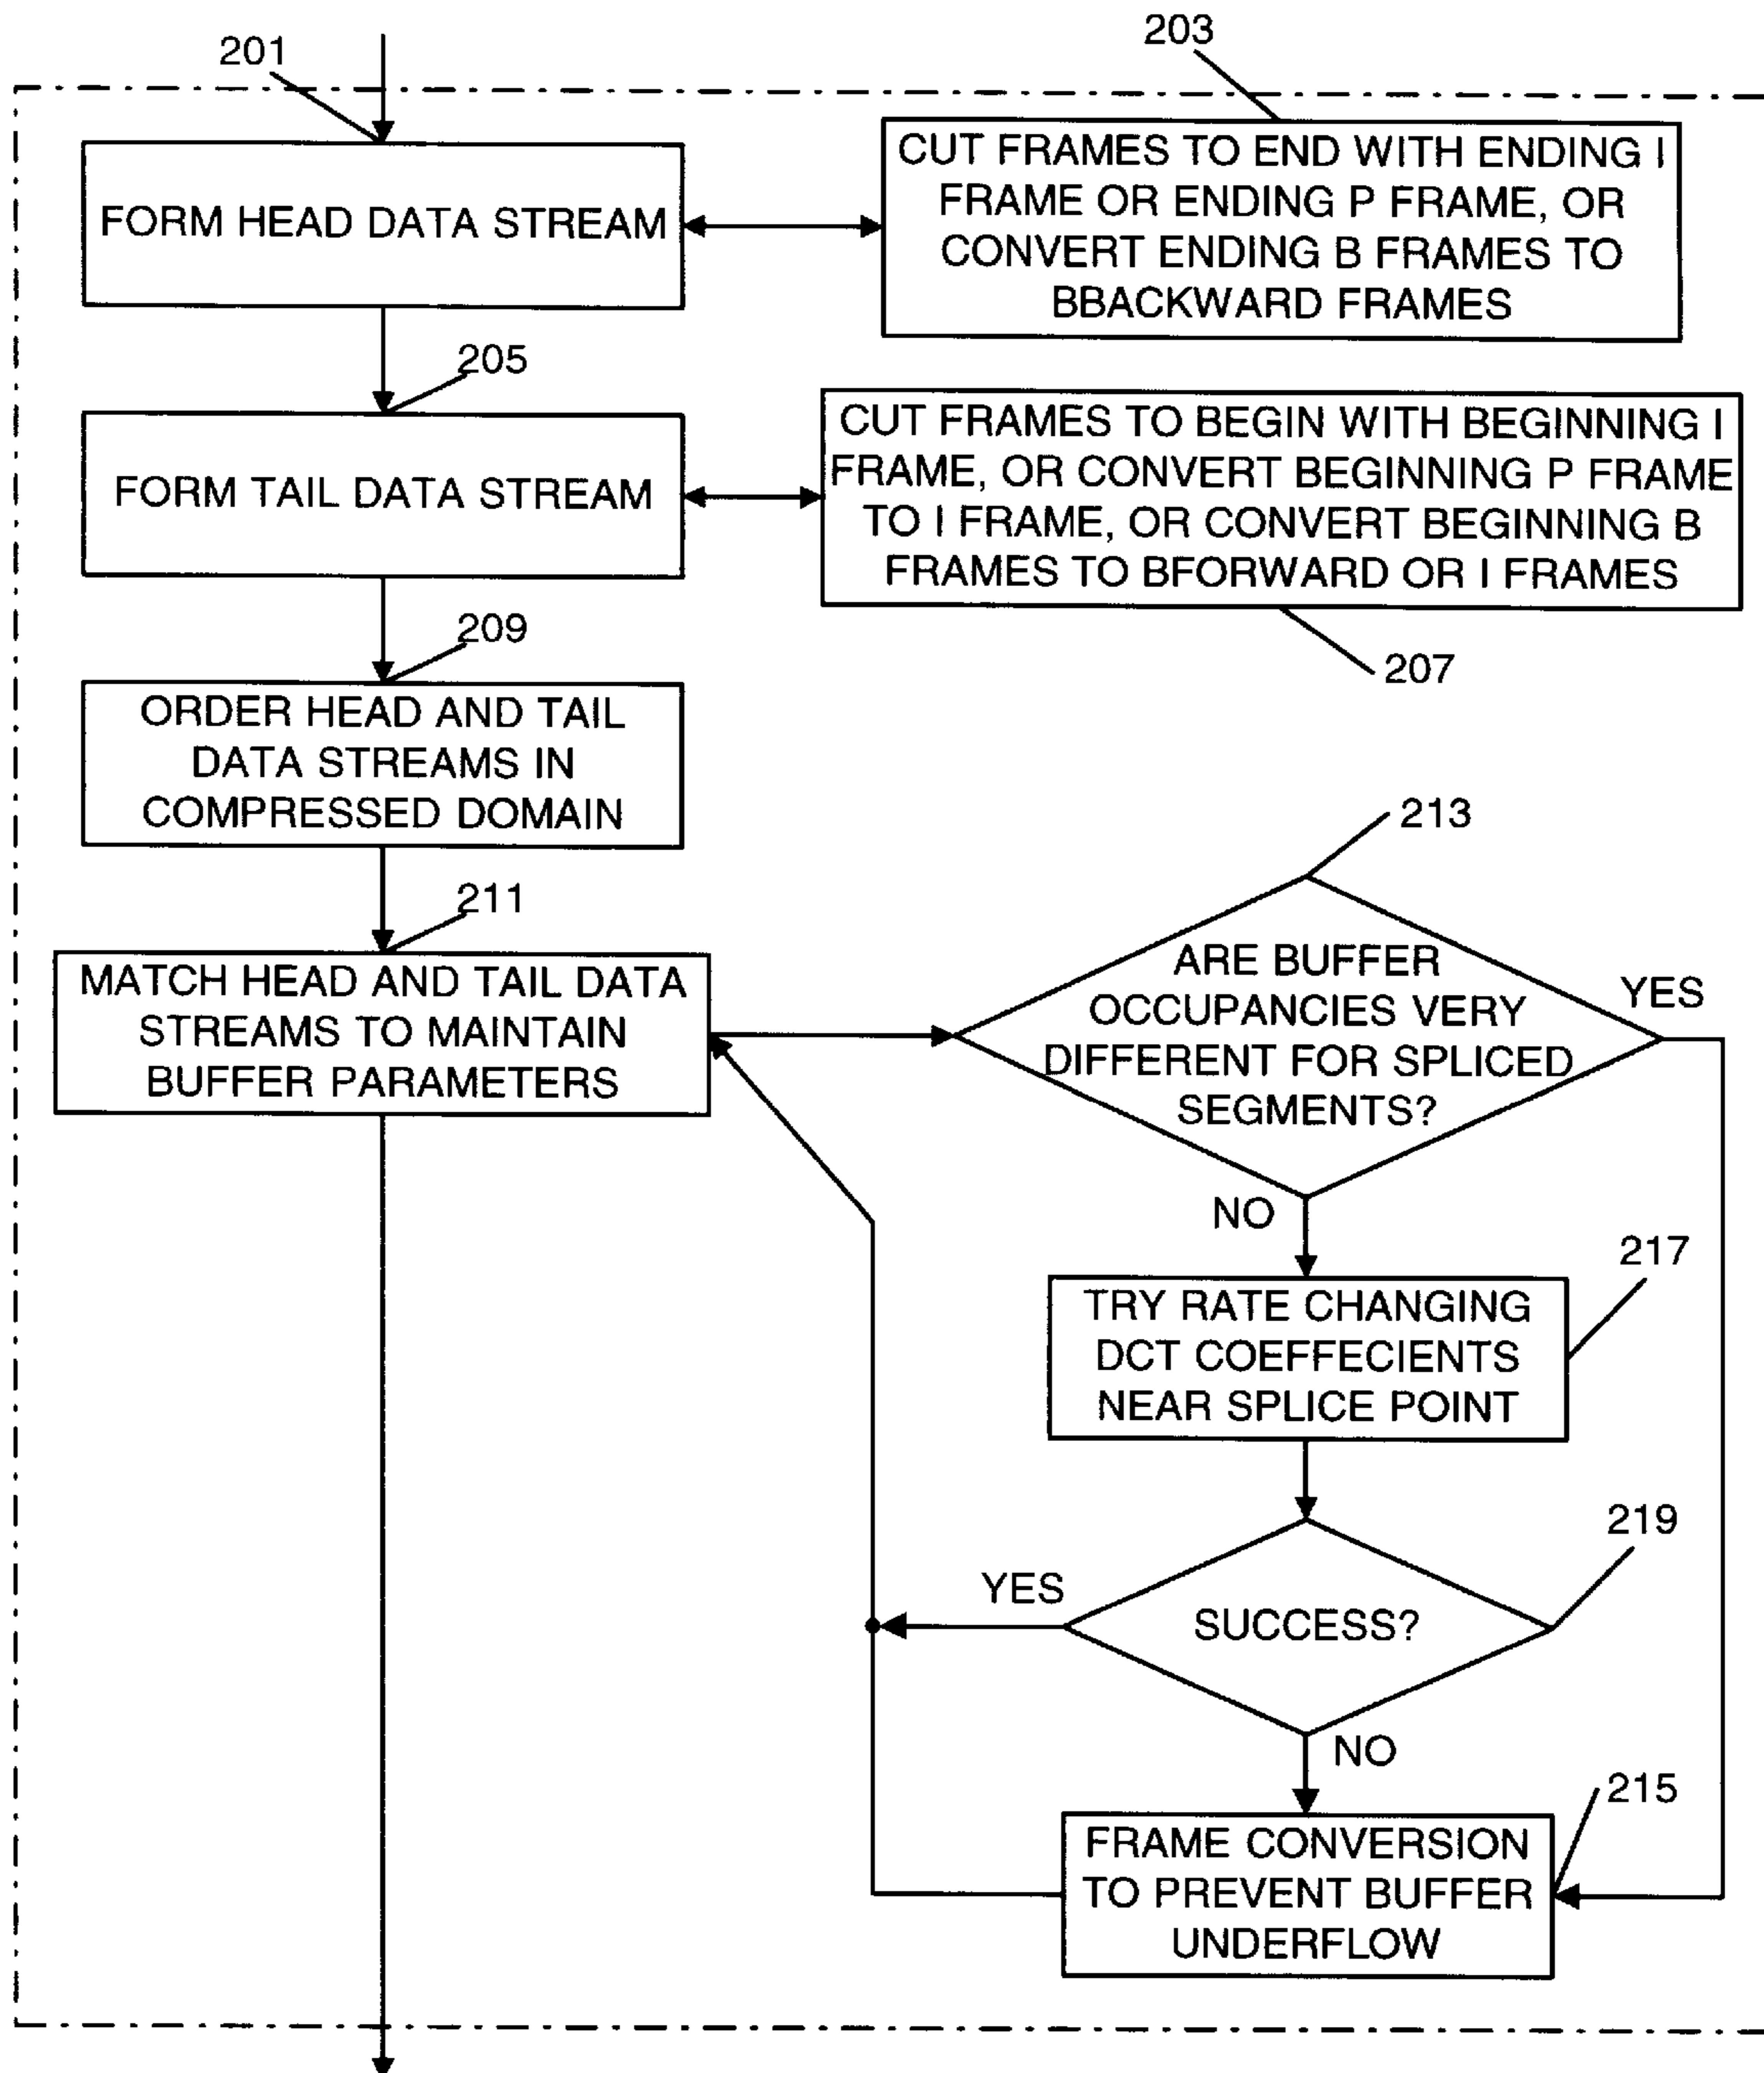 201
203
FORM HEAD DATA STREAM
CUT FRAMES TO END WITH ENDING I
FRAME OR ENDING P FRAME, OR
CONVERT ENDING B FRAMES TO
BBACKWARD FRAMES
205
FORM TAIL DATA STREAM
CUT FRAMES TO BEGIN WITH BEGINNING I
FRAME, OR CONVERT BEGINNING P FRAME
TO I FRAME, OR CONVERT BEGINNING B
FRAMES TO BFORWARD OR I FRAMES
207
209
ORDER HEAD AND TAIL
DATA STREAMS IN
COMPRESSED DOMAIN
211
MATCH HEAD AND TAIL DATA
STREAMS TO MAINTAIN
BUFFER PARAMETERS
213
ARE BUFFER
OCCUPANCIES VERY
DIFFERENT FOR SPLICED
SEGMENTS?
YES
NO
217
TRY RATE CHANGING
DCT COEFFECIENTS
NEAR SPLICE POINT
219
SUCCESS?
YES
NO
215
FRAME CONVERSION
TO PREVENT BUFFER
UNDERFLOW